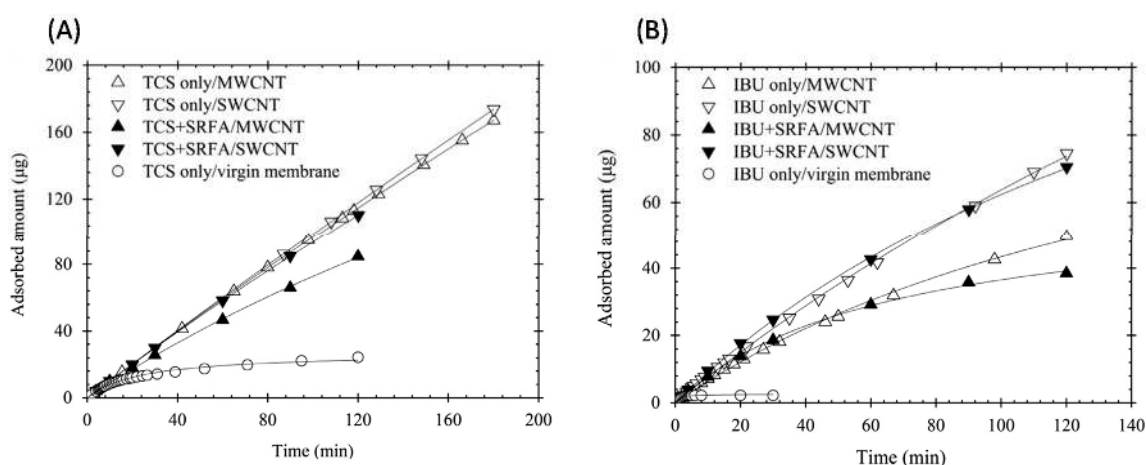 (A)
200
160
120
80
40
0
Adsorbed amount (µg)
TCS only/MWCNT
TCS only/SWCNT
TCS+SRFA/MWCNT
TCS+SRFA/SWCNT
TCS only/virgin membrane
0 40 80 120 160 200
Time (min)
(B)
100
80
60
40
20
0
Adsorbed amount (µg)
IBU only/MWCNT
IBU only/SWCNT
IBU+SRFA/MWCNT
IBU+SRFA/SWCNT
IBU only/virgin membrane
0 20 40 60 80 100 120 140
Time (min)